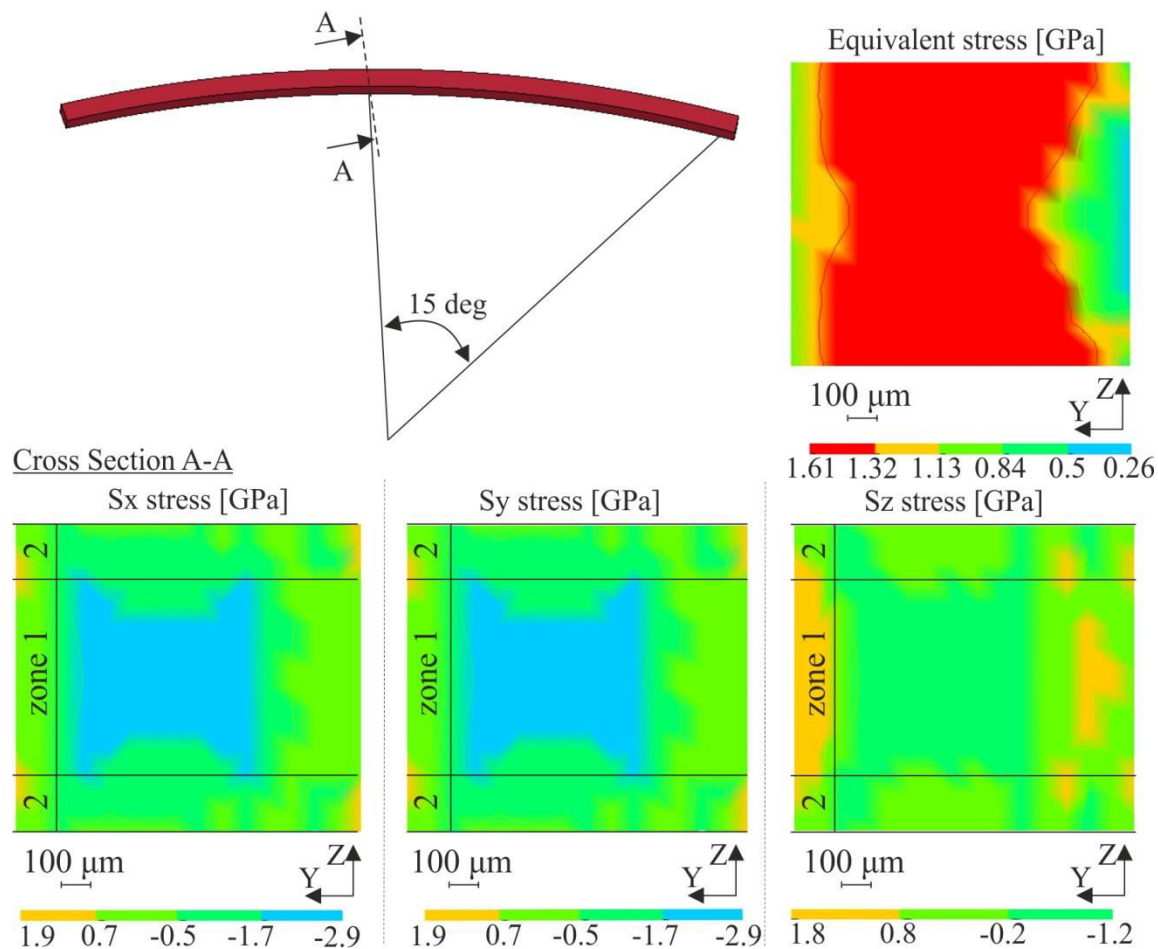 A
A
15 deg
Equivalent stress [GPa]
100 μm
Z
Y
1.61 1.32 1.13 0.84 0.5 0.26
Cross Section A-A
Sx stress [GPa]
2
zone 1
2
100 μm
Z
Y
1.9 0.7 -0.5 -1.7 -2.9
Sy stress [GPa]
2
zone 1
2
100 μm
Z
Y
1.9 0.7 -0.5 -1.7 -2.9
Sz stress [GPa]
2
zone 1
2
100 μm
Z
Y
1.8 0.8 -0.2 -1.2